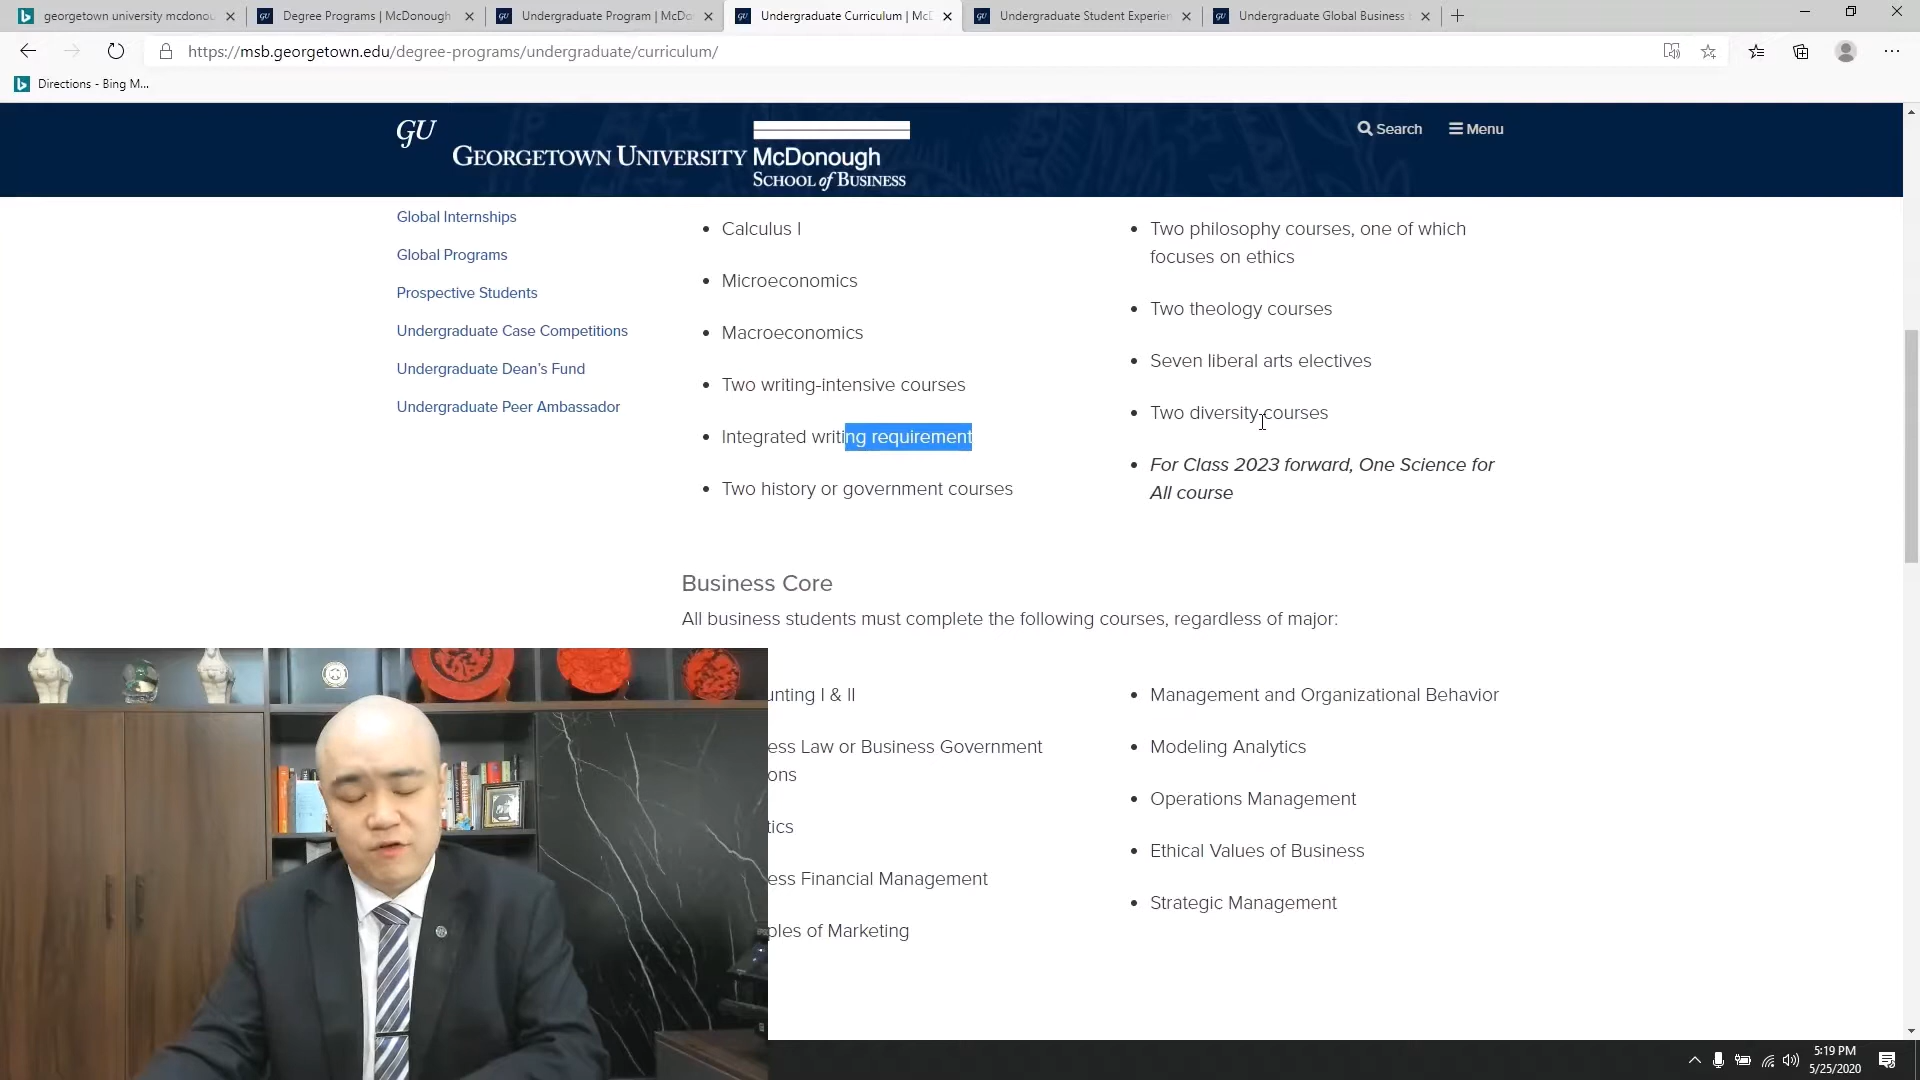 georgetown university mcdonou
Degree Programs | McDonough
Undergraduate Program | McDo
Undergraduate Curriculum | McD
Undergraduate Student Experien
Undergraduate Global Business
https://msb.georgetown.edu/degree-programs/undergraduate/curriculum/
Directions - Bing M...
GU
GEORGETOWN UNIVERSITY
McDonough
SCHOOL of BUSINESS
Search
Menu
Global Internships
Global Programs
Prospective Students
Undergraduate Case Competitions
Undergraduate Dean's Fund
Undergraduate Peer Ambassador
• Calculus I
• Microeconomics
• Macroeconomics
• Two writing-intensive courses
• Integrated writing requirement
• Two history or government courses
• Two philosophy courses, one of which
focuses on ethics
• Two theology courses
• Seven liberal arts electives
• Two diversity courses
• For Class 2023 forward, One Science for
All course
Business Core
All business students must complete the following courses, regardless of major:
unting I & II
ess Law or Business Government
ons
tics
ess Financial Management
ples of Marketing
• Management and Organizational Behavior
• Modeling Analytics
• Operations Management
• Ethical Values of Business
• Strategic Management
5:19 PM
5/25/2020